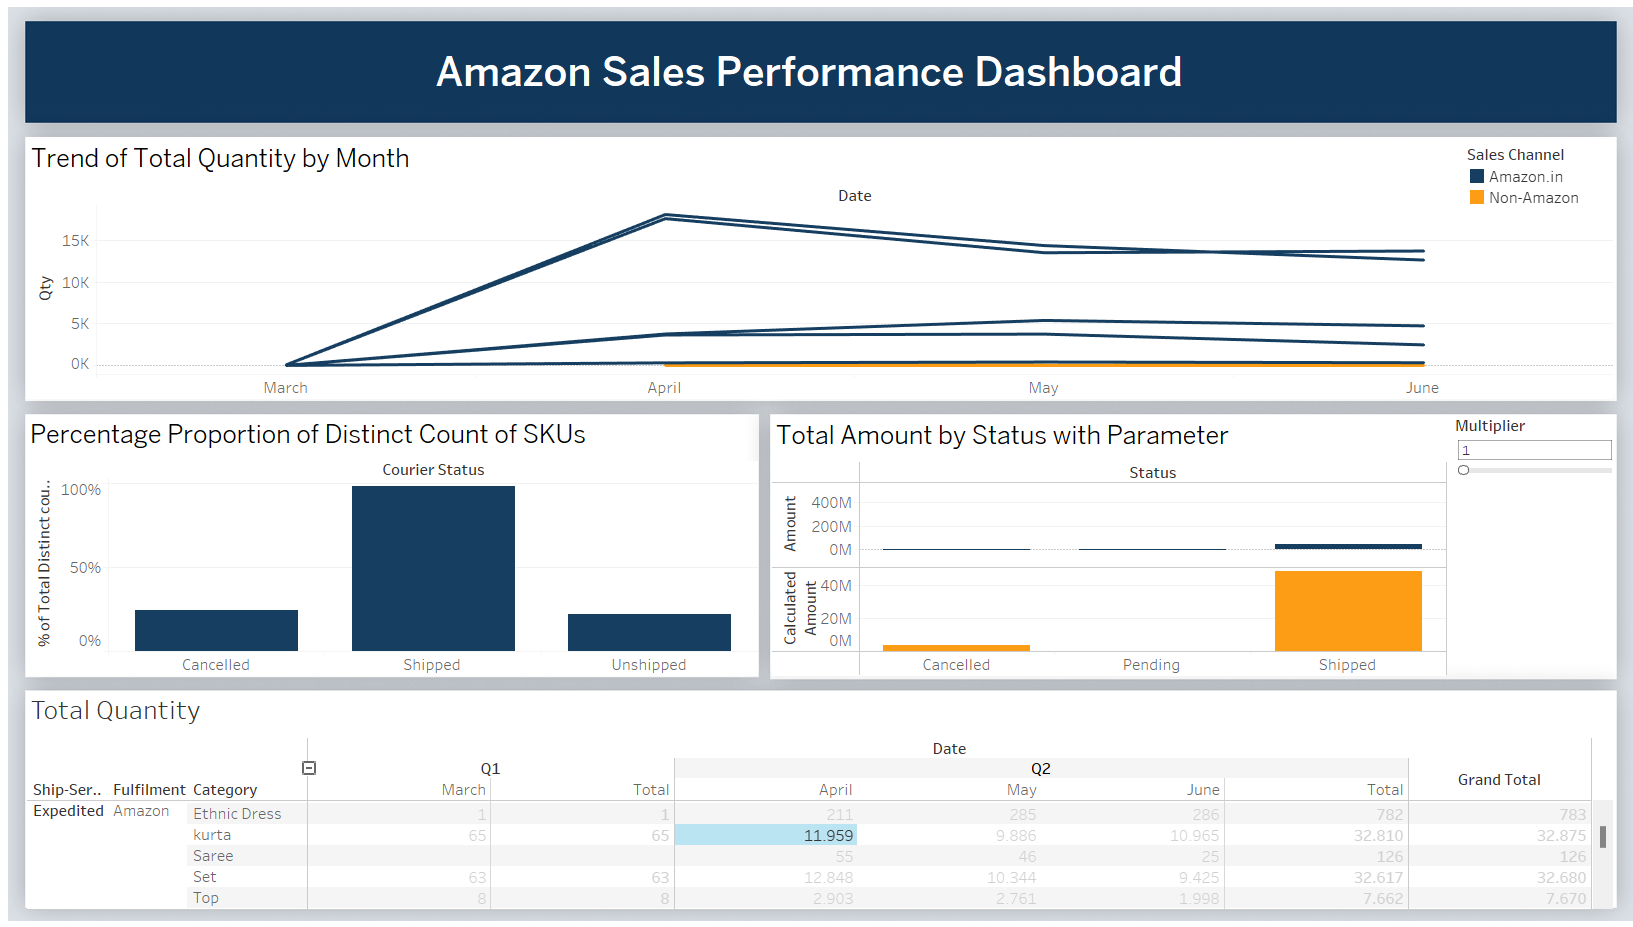 Amazon Sales Performance Dashboard
Trend of Total Quantity by Month
Sales Channel
Amazon.in
Non-Amazon
Date
Qty
15K
10K
5K
0K
March April May June
Percentage Proportion of Distinct Count of SKUs
Courier Status
% of Total Distinct cou..
100%
50%
0%
Cancelled Shipped Unshipped
Total Amount by Status with Parameter
Multiplier
1
Status
Amount
400M
200M
0M
Calculated
Amount
40M
20M
0M
Cancelled Pending Shipped
Total Quantity
Date
Q1 Q2
Grand Total
Ship-Ser.. Fulfilment Category March Total April May June Total
Expedited Amazon Ethnic Dress 1 1 211 285 286 782 783
kurta 65 65 11.959 9.886 10.965 32.810 32.875
Saree 55 46 25 126 126
Set 63 63 12.848 10.344 9.425 32.617 32.680
Top 8 8 2.903 2.761 1.998 7.662 7.670